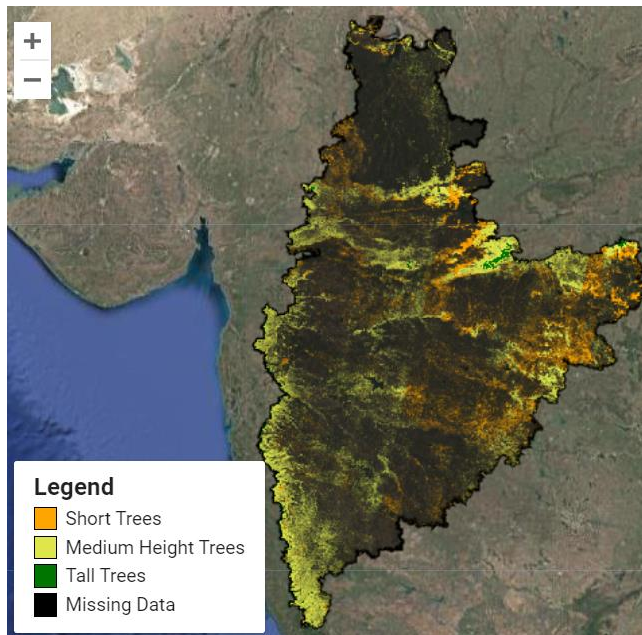 +
−
Legend
Short Trees
Medium Height Trees
Tall Trees
Missing Data